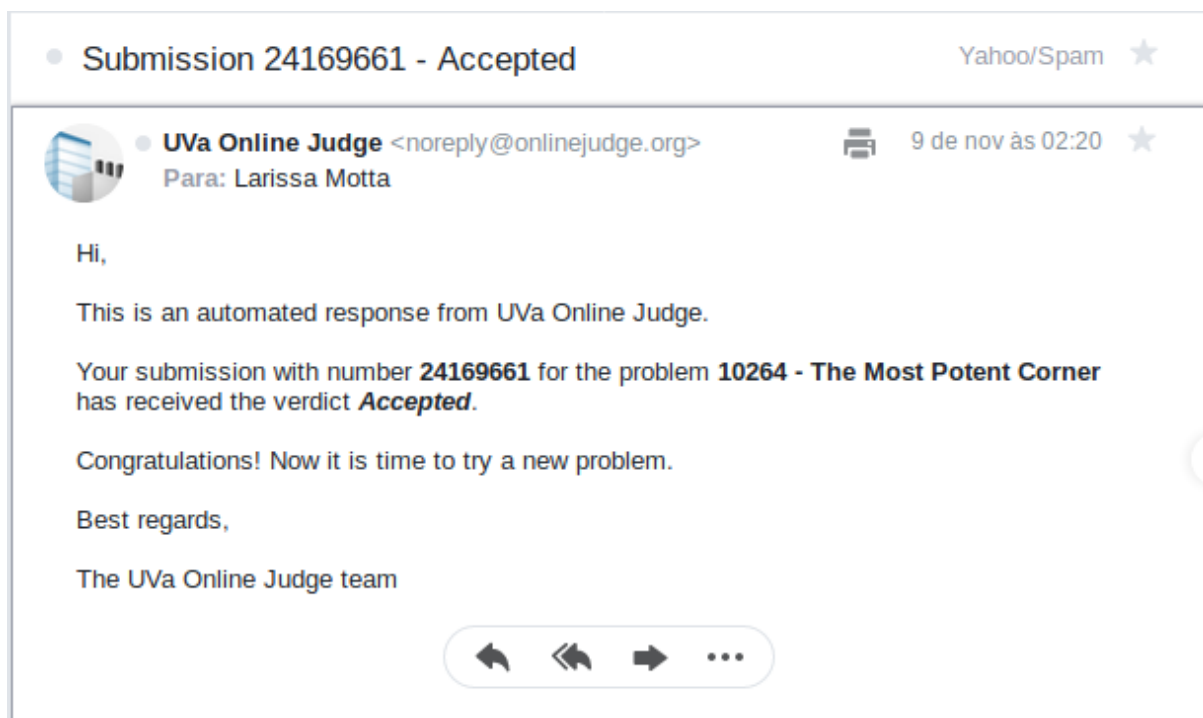 Submission 24169661 - Accepted
Yahoo/Spam
UVa Online Judge <noreply@onlinejudge.org>
9 de nov às 02:20
Para: Larissa Motta
Hi,
This is an automated response from UVa Online Judge.
Your submission with number 24169661 for the problem 10264 - The Most Potent Corner
has received the verdict Accepted.
Congratulations! Now it is time to try a new problem.
Best regards,
The UVa Online Judge team